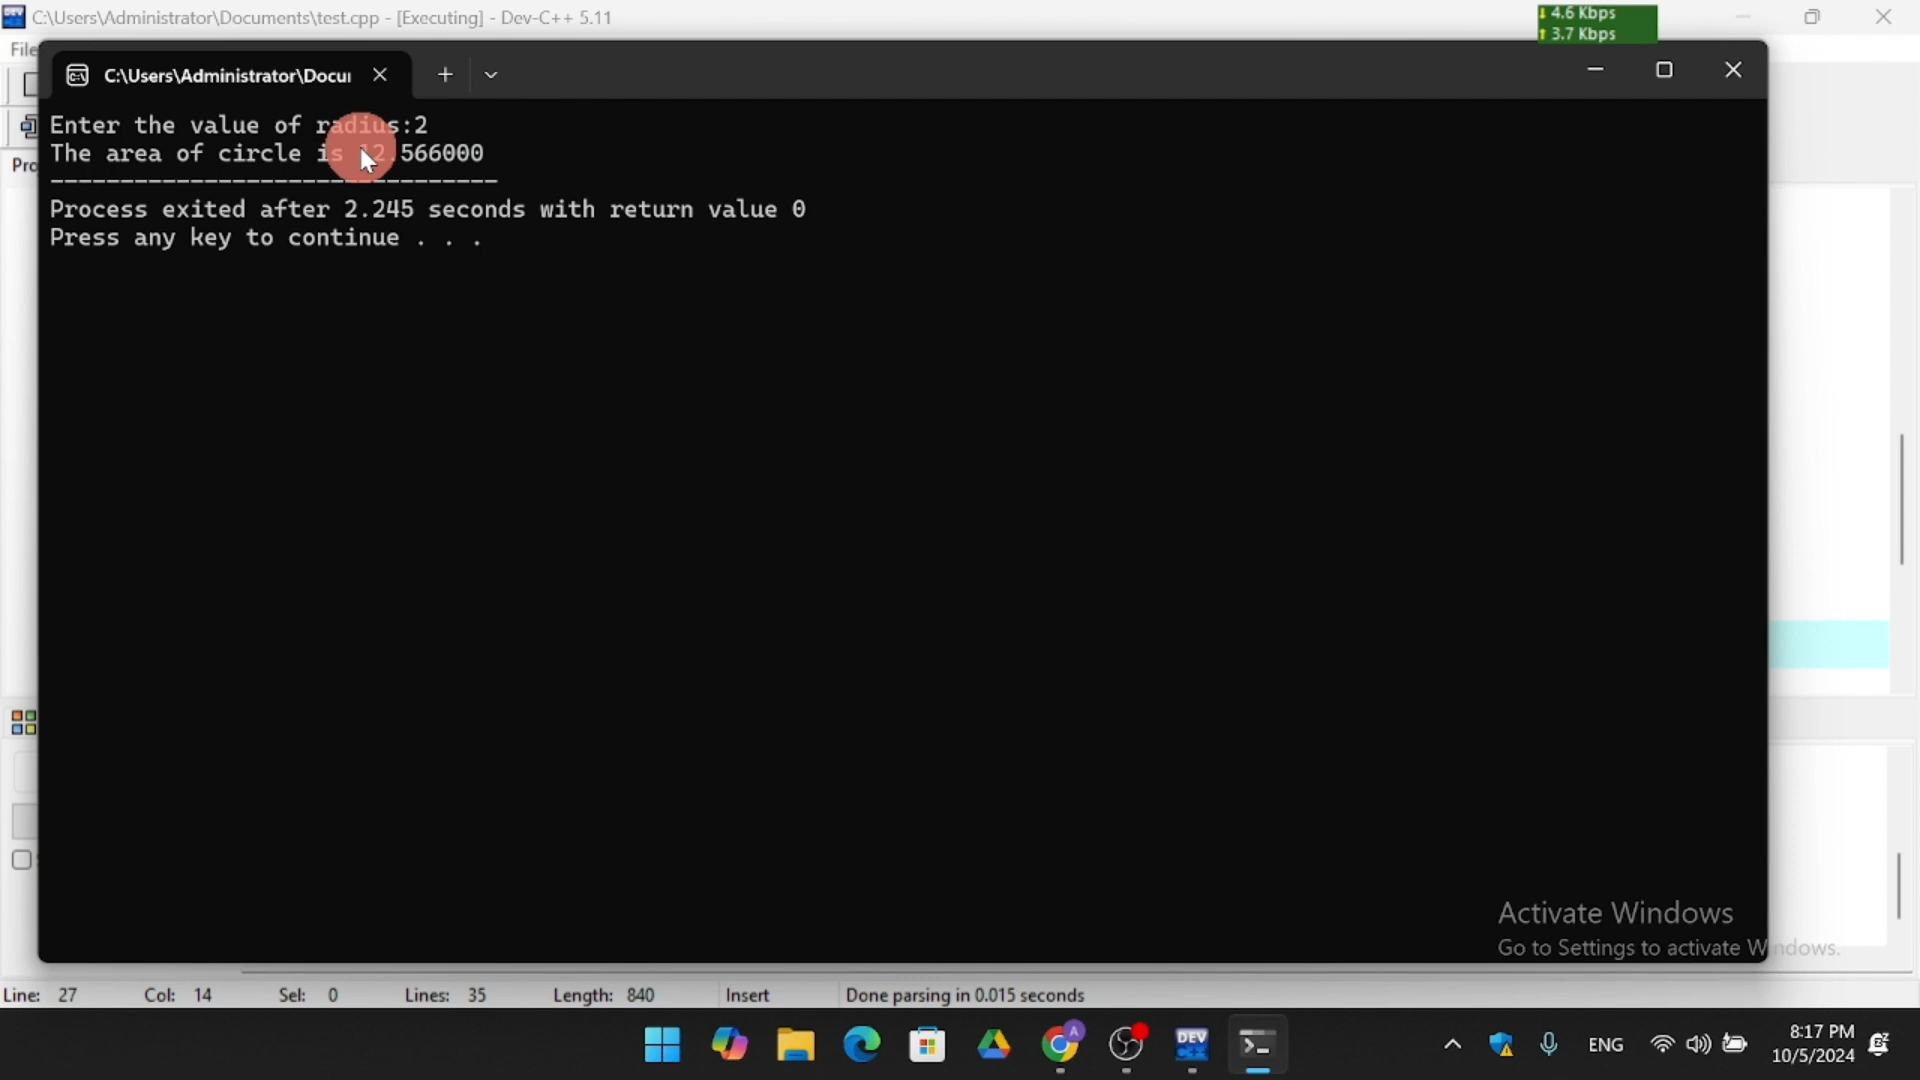 C:\Users\Administrator\Documents\test.cpp - [Executing] - Dev-C++ 5.11
4.6 Kbps
3.7 Kbps
File
C:\Users\Administrator\Docu
Enter the value of radius:2
The area of circle is 12.566000
Pro
--------------------------------
Process exited after 2.245 seconds with return value 0
Press any key to continue . . .
Activate Windows
Go to Settings to activate Windows.
Line: 27 Col: 14 Sel: 0 Lines: 35 Length: 840 Insert Done parsing in 0.015 seconds
A
DEV
C++
ENG
8:17 PM
10/5/2024